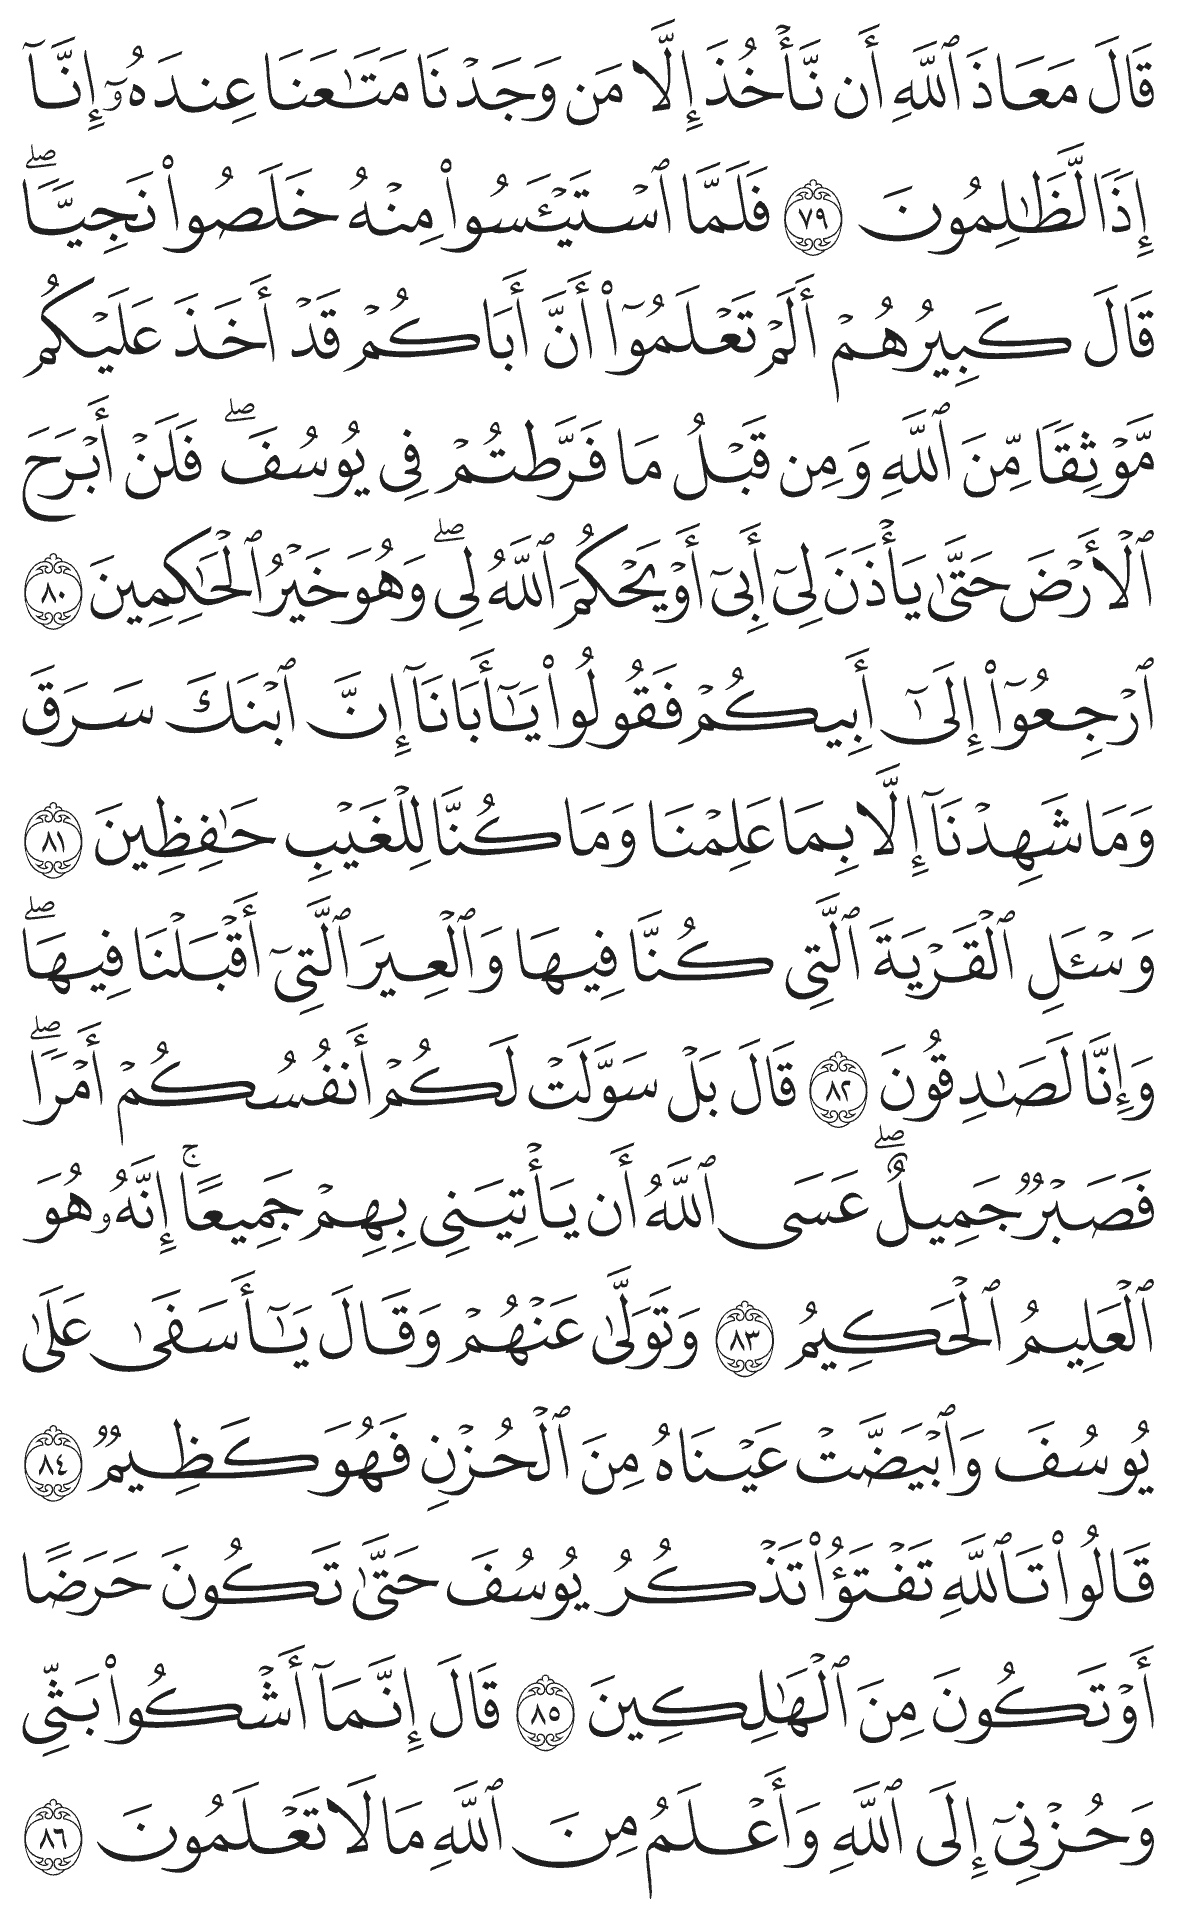 قَالَ مَعَاذَ ٱللَّهِ أَن نَّأۡخُذَ إِلَّا مَن وَجَدۡنَا مَتَٰعَنَا عِندَهُۥٓ إِنَّآ
إِذٗا لَّظَٰلِمُونَ ٧٩ فَلَمَّا ٱسۡتَيۡـَٔسُواْ مِنۡهُ خَلَصُواْ نَجِيّٗاۖ
قَالَ كَبِيرُهُمۡ أَلَمۡ تَعۡلَمُوٓاْ أَنَّ أَبَاكُمۡ قَدۡ أَخَذَ عَلَيۡكُم
مَّوۡثِقٗا مِّنَ ٱللَّهِ وَمِن قَبۡلُ مَا فَرَّطتُمۡ فِي يُوسُفَۖ فَلَنۡ أَبۡرَحَ
ٱلۡأَرۡضَ حَتَّىٰ يَأۡذَنَ لِيٓ أَبِيٓ أَوۡ يَحۡكُمَ ٱللَّهُ لِيۖ وَهُوَ خَيۡرُ ٱلۡحَٰكِمِينَ ٨٠
ٱرۡجِعُوٓاْ إِلَىٰٓ أَبِيكُمۡ فَقُولُواْ يَٰٓأَبَانَآ إِنَّ ٱبۡنَكَ سَرَقَ
وَمَا شَهِدۡنَآ إِلَّا بِمَا عَلِمۡنَا وَمَا كُنَّا لِلۡغَيۡبِ حَٰفِظِينَ ٨١
وَسۡـَٔلِ ٱلۡقَرۡيَةَ ٱلَّتِي كُنَّا فِيهَا وَٱلۡعِيرَ ٱلَّتِيٓ أَقۡبَلۡنَا فِيهَاۖ
وَإِنَّا لَصَٰدِقُونَ ٨٢ قَالَ بَلۡ سَوَّلَتۡ لَكُمۡ أَنفُسُكُمۡ أَمۡرٗاۖ
فَصَبۡرٞ جَمِيلٌۖ عَسَى ٱللَّهُ أَن يَأۡتِيَنِي بِهِمۡ جَمِيعًاۚ إِنَّهُۥ هُوَ
ٱلۡعَلِيمُ ٱلۡحَكِيمُ ٨٣ وَتَوَلَّىٰ عَنۡهُمۡ وَقَالَ يَٰٓأَسَفَىٰ عَلَىٰ
يُوسُفَ وَٱبۡيَضَّتۡ عَيۡنَاهُ مِنَ ٱلۡحُزۡنِ فَهُوَ كَظِيمٞ ٨٤
قَالُواْ تَٱللَّهِ تَفۡتَؤُاْ تَذۡكُرُ يُوسُفَ حَتَّىٰ تَكُونَ حَرَضًا
أَوۡ تَكُونَ مِنَ ٱلۡهَٰلِكِينَ ٨٥ قَالَ إِنَّمَآ أَشۡكُواْ بَثِّي
وَحُزۡنِيٓ إِلَى ٱللَّهِ وَأَعۡلَمُ مِنَ ٱللَّهِ مَا لَا تَعۡلَمُونَ ٨٦